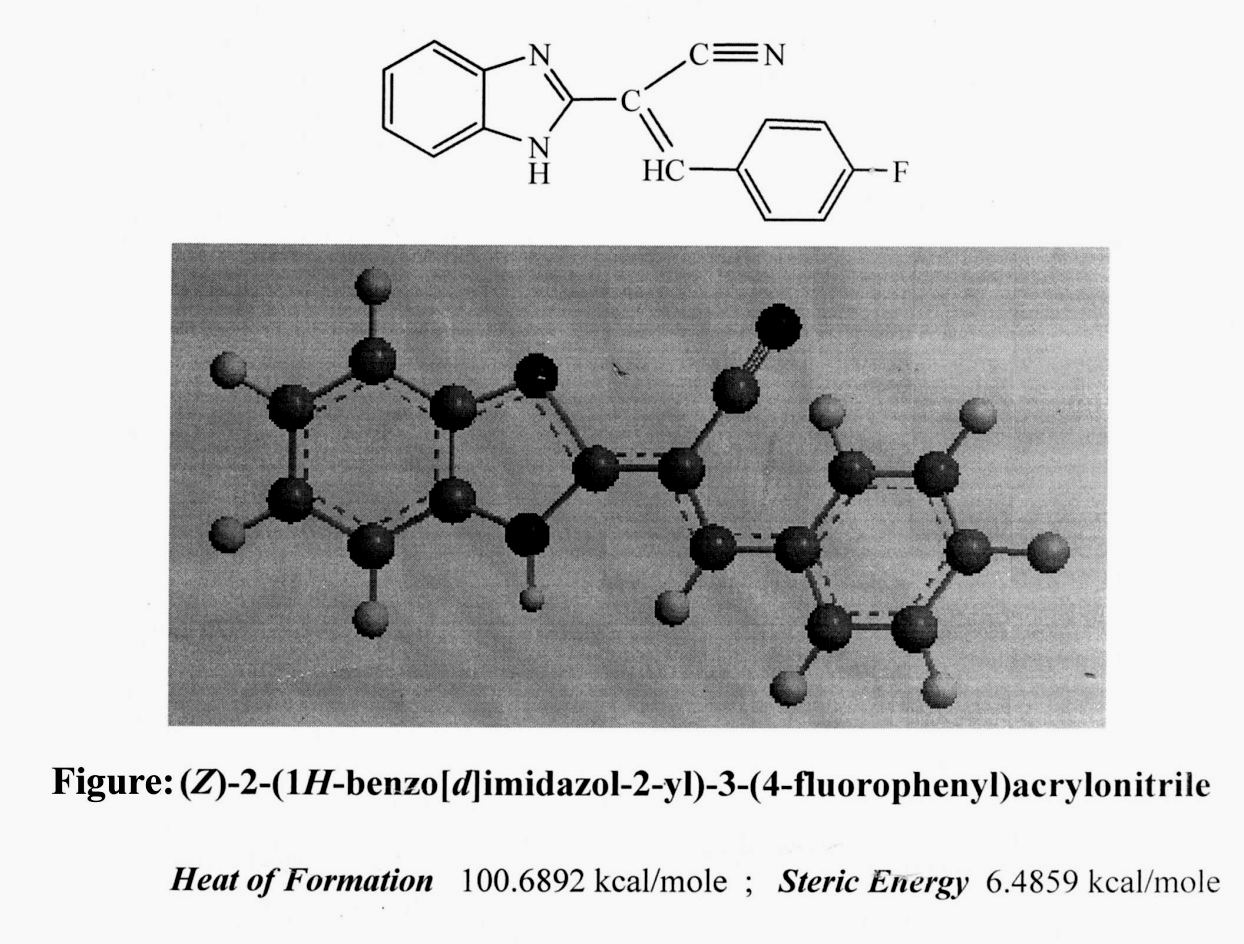 C≡N
N
C
N
H
HC
F
Figure: (Z)-2-(1H-benzo[d]imidazol-2-yl)-3-(4-fluorophenyl)acrylonitrile
Heat of Formation 100.6892 kcal/mole ; Steric Energy 6.4859 kcal/mole